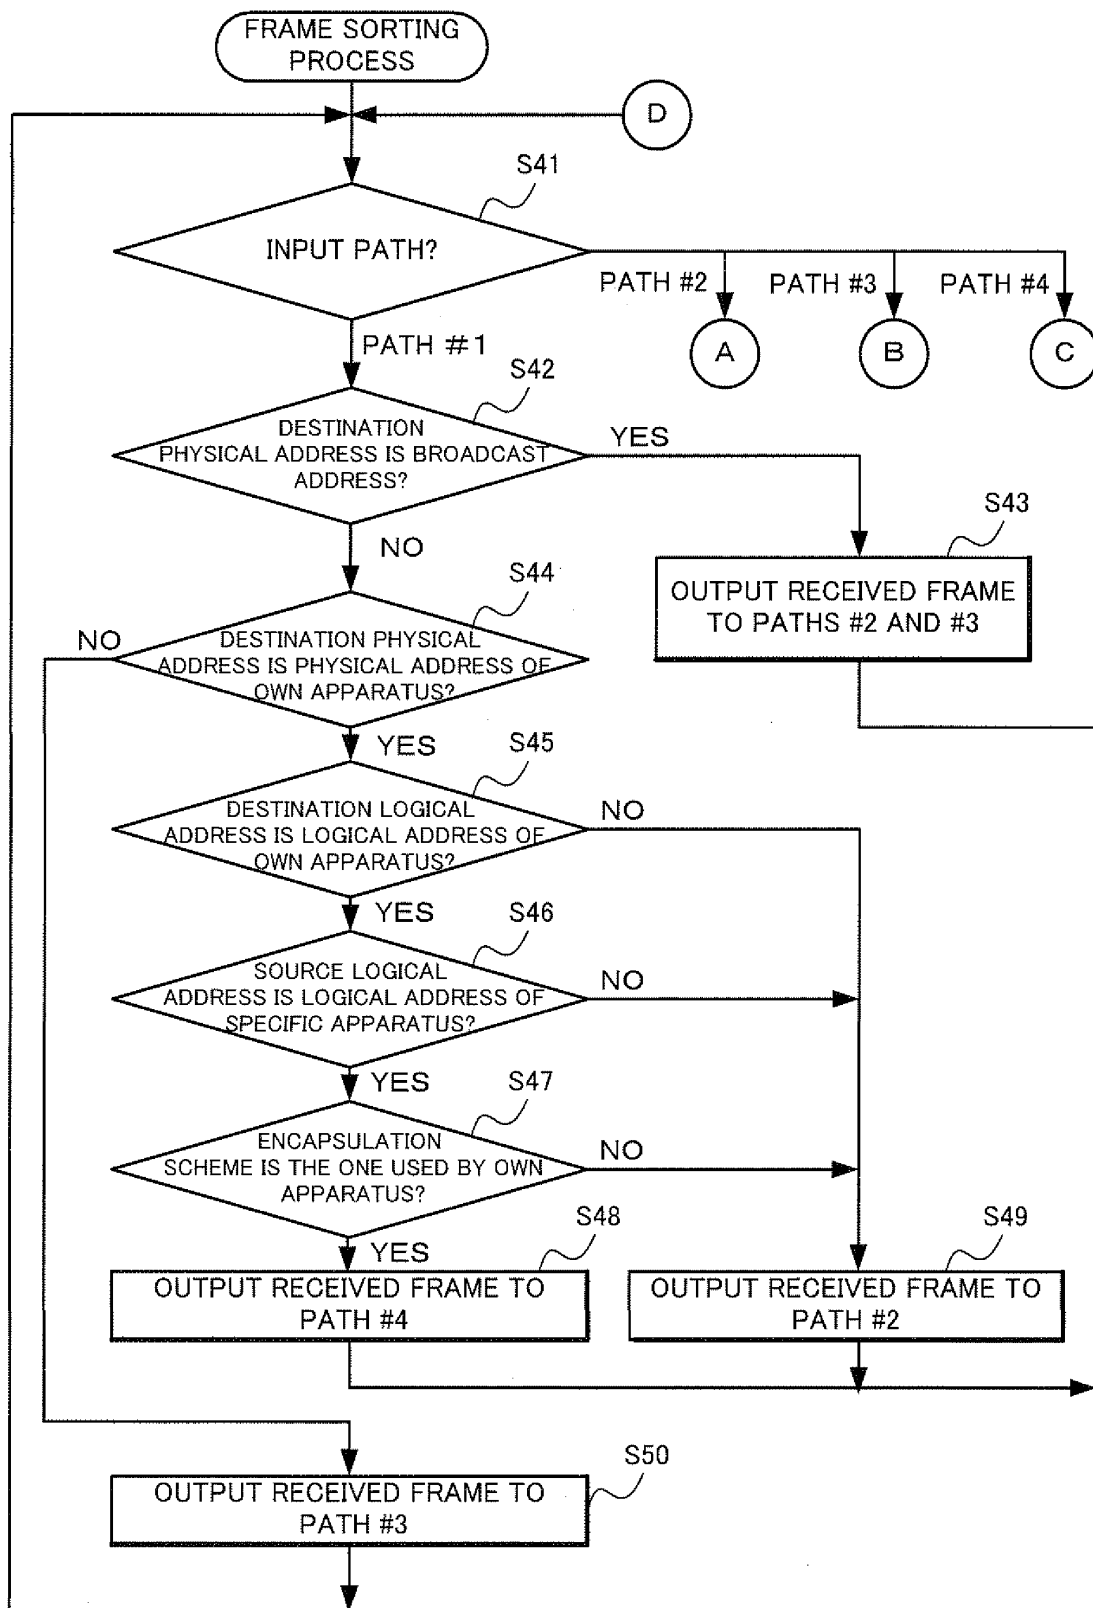 FRAME SORTING
PROCESS
D
S41
INPUT PATH?
PATH #2
PATH #3
PATH #4
A
B
C
PATH #1
S42
DESTINATION
PHYSICAL ADDRESS IS BROADCAST
ADDRESS?
YES
NO
S43
OUTPUT RECEIVED FRAME
TO PATHS #2 AND #3
S44
NO
DESTINATION PHYSICAL
ADDRESS IS PHYSICAL ADDRESS OF
OWN APPARATUS?
YES
S45
DESTINATION LOGICAL
ADDRESS IS LOGICAL ADDRESS OF
OWN APPARATUS?
NO
YES
S46
SOURCE LOGICAL
ADDRESS IS LOGICAL ADDRESS OF
SPECIFIC APPARATUS?
NO
YES
S47
ENCAPSULATION
SCHEME IS THE ONE USED BY OWN
APPARATUS?
NO
YES
S48
OUTPUT RECEIVED FRAME TO
PATH #4
S49
OUTPUT RECEIVED FRAME TO
PATH #2
S50
OUTPUT RECEIVED FRAME TO
PATH #3